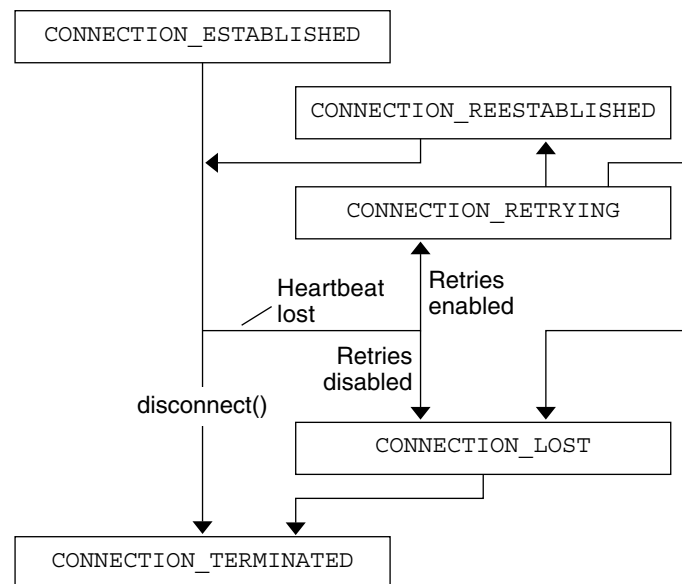 CONNECTION_ESTABLISHED
CONNECTION_REESTABLISHED
CONNECTION_RETRYING
Heartbeat
lost
Retries
enabled
Retries
disabled
disconnect()
CONNECTION_LOST
CONNECTION_TERMINATED